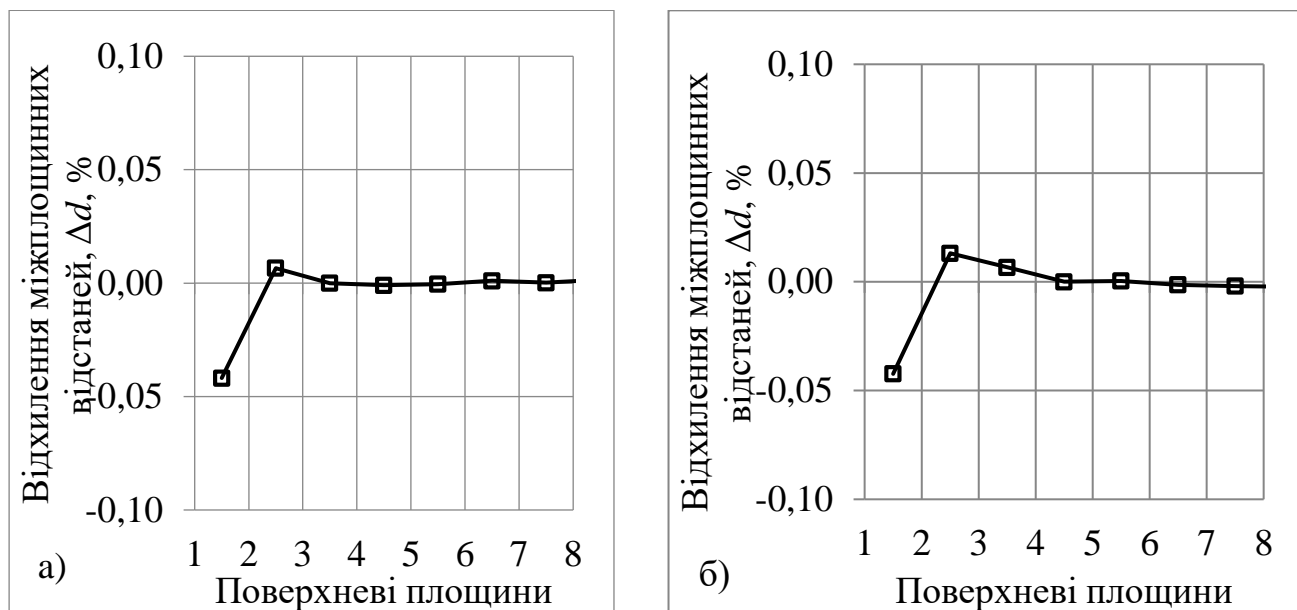 Відхилення міжплощинних
відстаней, Δd, %
0,10
0,05
0,00
-0,05
-0,10
1 2 3 4 5 6 7 8
а)
Поверхневі площини
Відхилення міжплощинних
відстаней, Δd, %
0,10
0,05
0,00
-0,05
-0,10
1 2 3 4 5 6 7 8
б)
Поверхневі площини